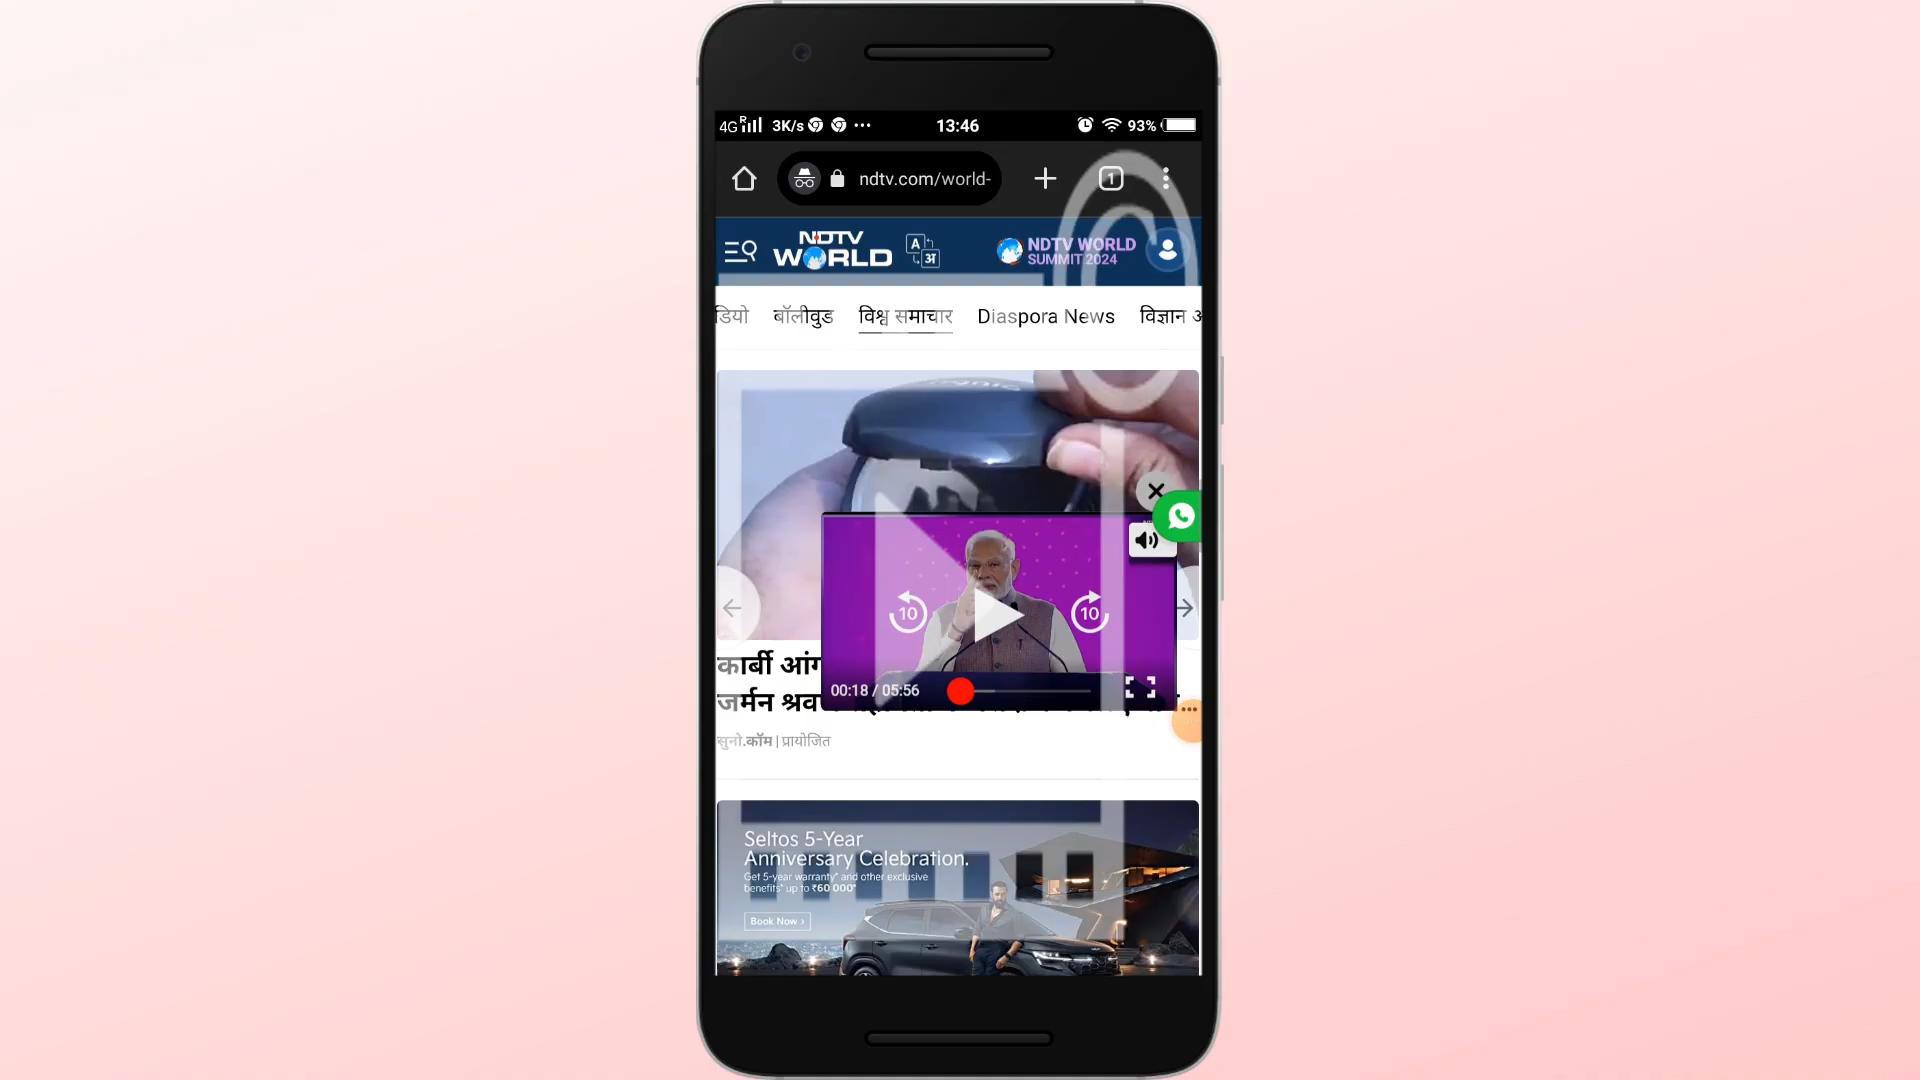 4G R 3K/s 13:46 93%
ndtv.com/world- 1
NDTV WORLD A अ NDTV WORLD SUMMIT 2024
डियो बॉलीवुड विश्व समाचार Diaspora News विज्ञान
10 10
कार्बी
00:18 / 05:56
जर्मन
सुनो.कॉम | प्रायोजित
Seltos 5-Year
Anniversary Celebration.
Get 5-year warranty* and other exclusive
benefits* up to ₹60 000*
Book Now ›